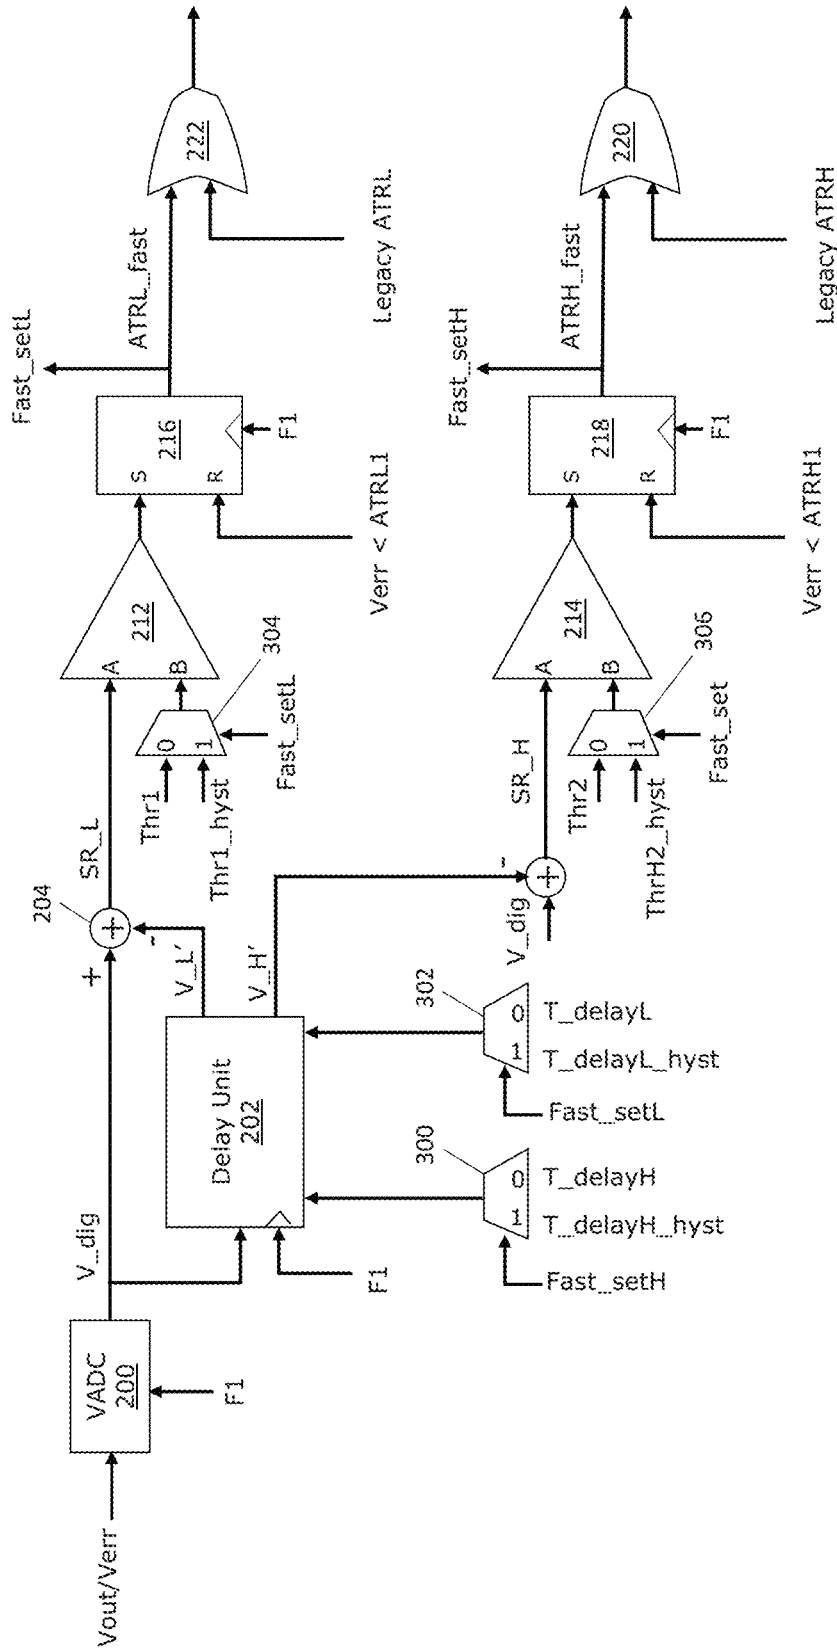 Vout/Verr
VADC
200
F1
V_dig
F1
Delay Unit
202
V_L'
V_H'
+
-
+
204
SR_L
Thr1
Thr1_hyst
0
1
Fast_setL
304
A
B
212
S
R
216
F1
Verr < ATRL1
Fast_setL
ATRL_fast
Legacy ATRL
222
Fast_setH
1
0
300
T_delayH
T_delayH_hyst
Fast_setL
1
0
302
T_delayL
T_delayL_hyst
V_dig
-
+
SR_H
Thr2
ThrH2_hyst
0
1
Fast_set
306
A
B
214
S
R
218
F1
Verr < ATRH1
Fast_setH
ATRH_fast
Legacy ATRH
220